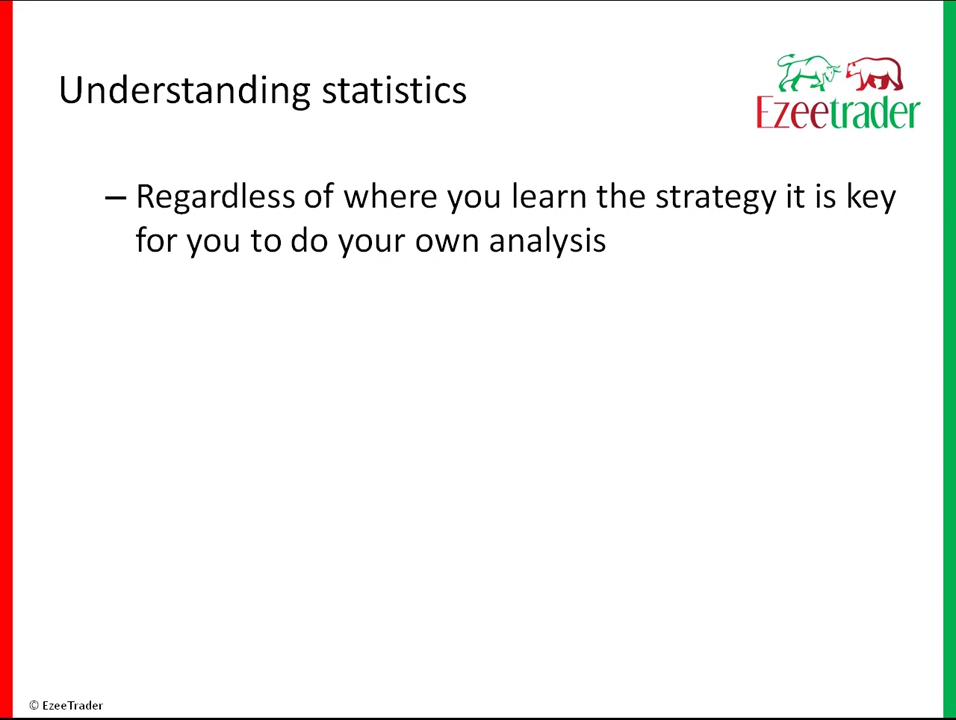 Understanding statistics
Ezeetrader
– Regardless of where you learn the strategy it is key
for you to do your own analysis
© EzeeTrader